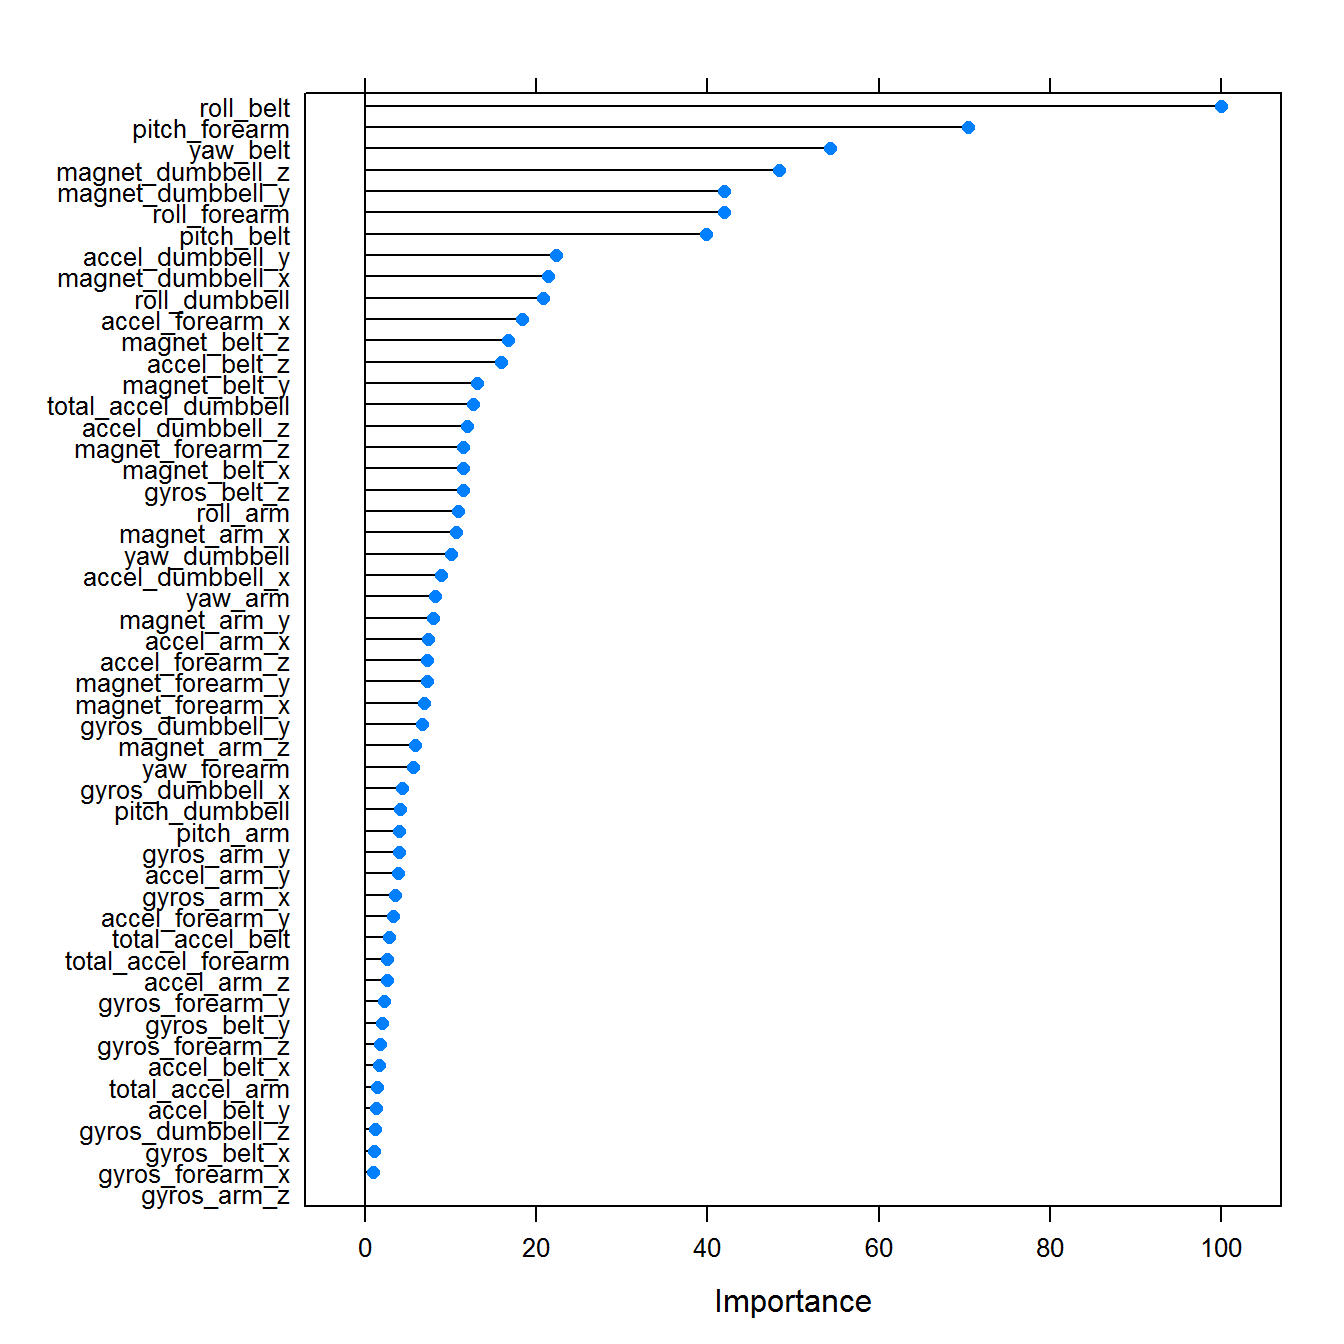 roll_belt
pitch_forearm
yaw_belt
magnet_dumbbell_z
magnet_dumbbell_y
roll_forearm
pitch_belt
accel_dumbbell_y
magnet_dumbbell_x
roll_dumbbell
accel_forearm_x
magnet_belt_z
accel_belt_z
magnet_belt_y
total_accel_dumbbell
accel_dumbbell_z
magnet_forearm_z
magnet_belt_x
gyros_belt_z
roll_arm
magnet_arm_x
yaw_dumbbell
accel_dumbbell_x
yaw_arm
magnet_arm_y
accel_arm_x
accel_forearm_z
magnet_forearm_y
magnet_forearm_x
gyros_dumbbell_y
magnet_arm_z
yaw_forearm
gyros_dumbbell_x
pitch_dumbbell
pitch_arm
gyros_arm_y
accel_arm_y
gyros_arm_x
accel_forearm_y
total_accel_belt
total_accel_forearm
accel_arm_z
gyros_forearm_y
gyros_belt_y
gyros_forearm_z
accel_belt_x
total_accel_arm
accel_belt_y
gyros_dumbbell_z
gyros_belt_x
gyros_forearm_x
gyros_arm_z
0 20 40 60 80 100
Importance